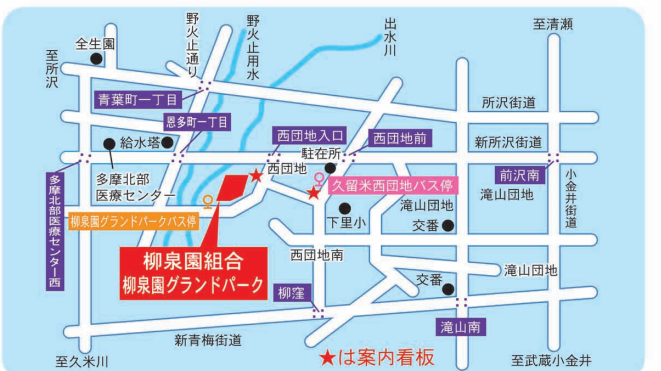 野火止通り
野火止用水
出水川
至清瀬
全生園
至所沢
青葉町一丁目
所沢街道
恩多町一丁目
給水塔
西団地入口
西団地前
新所沢街道
駐在所
西団地
前沢南
多摩北部
医療センター
久留米西団地バス停
滝山団地
小金井街道
多摩北部医療センター西
柳泉園グランドパークバス停
下里小
滝山団地
交番
柳泉園組合
柳泉園グランドパーク
西団地南
滝山団地
交番
柳窪
滝山南
新青梅街道
至久米川
★は案内看板
至武蔵小金井